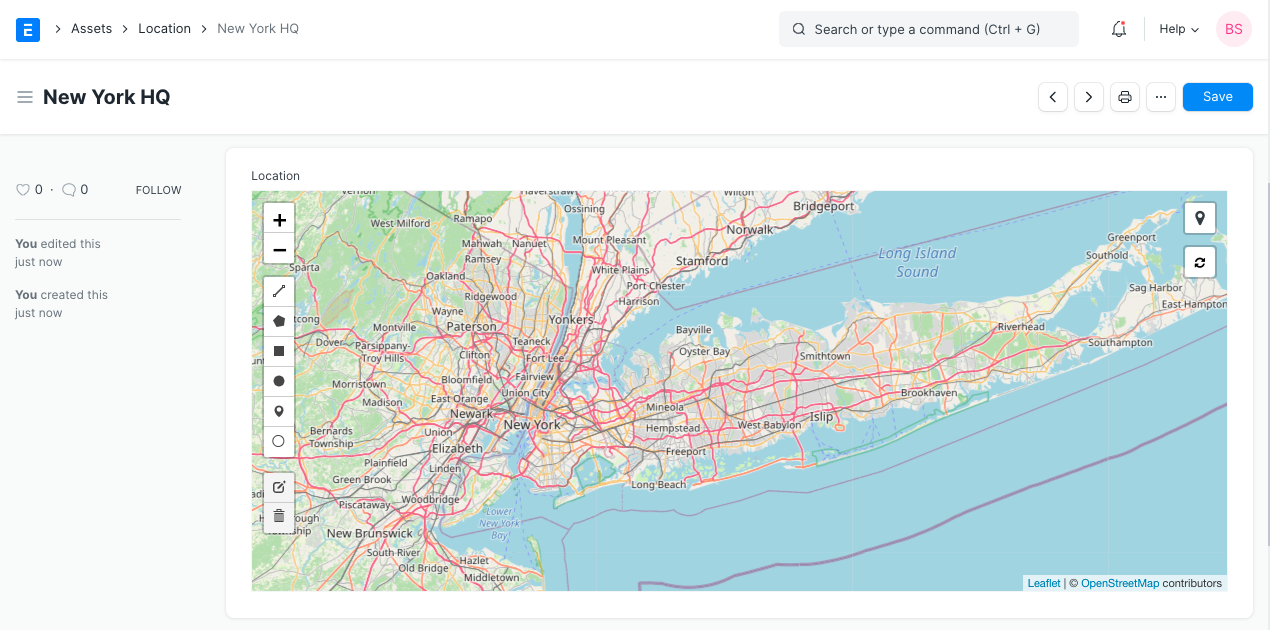 E
Assets
Location
New York HQ
Search or type a command (Ctrl + G)
Help
BS
New York HQ
Save
0 · 0
FOLLOW
You edited this
just now
You created this
just now
Location
Vernon
Haverstraw
Wilton
Bridgeport
Ossining
West Milford
Ramapo
Norwalk
Mahwah
Nanuet
Mount Pleasant
Greenport
Long Island
Sound
Southold
Ramsey
Stamford
Sparta
White Plains
Oakland
Port Chester
Sag Harbor
Ridgewood
Harrison
East Hampton
Wayne
Yonkers
Paterson
Montville
Bayville
Riverhead
Dover
Parsippany-
Troy Hills
Teaneck
Southampton
Clifton
Fort Lee
Oyster Bay
Smithtown
Morristown
Bloomfield
Fairview
Union City
Brookhaven
Madison
East Orange
Mineola
Newark
Islip
New York
Hempstead
West Babylon
Bernards
Township
Union
Elizabeth
Freeport
Plainfield
Linden
Green Brook
Long Beach
Woodbridge
Piscataway
Lower
New York
Bay
New Brunswick
South River
Old Bridge
Hazlet
Middletown
+
−
Leaflet | © OpenStreetMap contributors